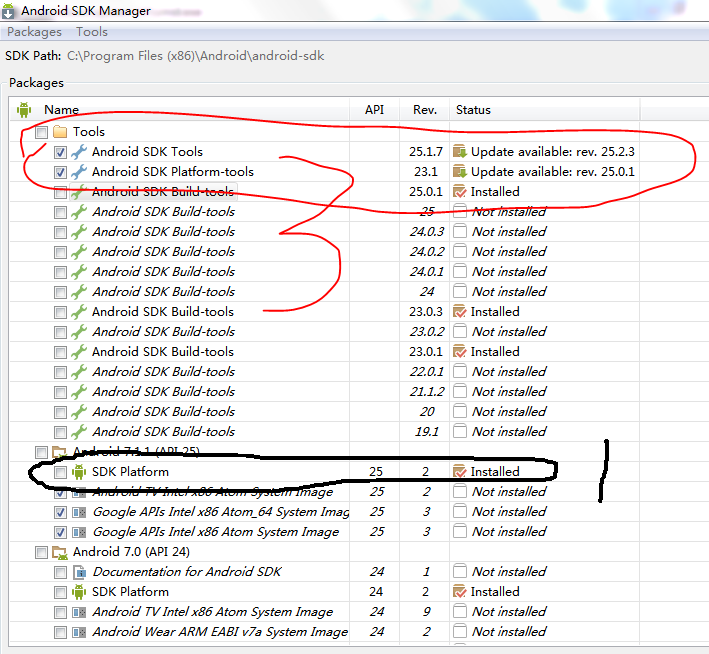 Android SDK Manager
Packages Tools
SDK Path: C:\Program Files (x86)\Android\android-sdk
Packages
Name API Rev. Status
Tools
Android SDK Tools 25.1.7 Update available: rev. 25.2.3
Android SDK Platform-tools 23.1 Update available: rev. 25.0.1
Android SDK Build-tools 25.0.1 Installed
Android SDK Build-tools 25 Not installed
Android SDK Build-tools 24.0.3 Not installed
Android SDK Build-tools 24.0.2 Not installed
Android SDK Build-tools 24.0.1 Not installed
Android SDK Build-tools 24 Not installed
Android SDK Build-tools 23.0.3 Installed
Android SDK Build-tools 23.0.2 Not installed
Android SDK Build-tools 23.0.1 Installed
Android SDK Build-tools 22.0.1 Not installed
Android SDK Build-tools 21.1.2 Not installed
Android SDK Build-tools 20 Not installed
Android SDK Build-tools 19.1 Not installed
Android 7.1.1 (API 25)
SDK Platform 25 2 Installed
Android TV Intel x86 Atom System Image 25 2 Not installed
Google APIs Intel x86 Atom_64 System Imag 25 3 Not installed
Google APIs Intel x86 Atom System Image 25 3 Not installed
Android 7.0 (API 24)
Documentation for Android SDK 24 1 Not installed
SDK Platform 24 2 Installed
Android TV Intel x86 Atom System Image 24 9 Not installed
Android Wear ARM EABI v7a System Image 24 2 Not installed